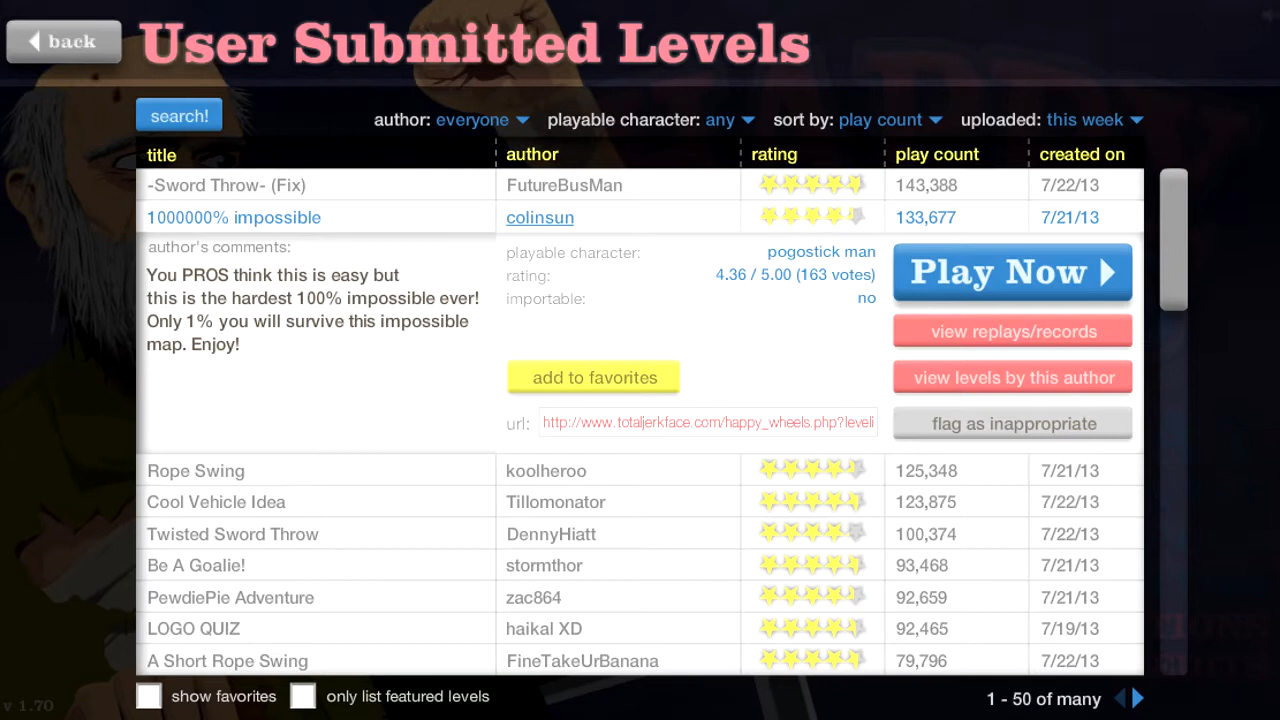 back
User Submitted Levels
search!
author: everyone playable character: any sort by: play count uploaded: this week
title author rating play count created on
-Sword Throw- (Fix) FutureBusMan 143,388 7/22/13
1000000% impossible colinsun 133,677 7/21/13
author's comments:
You PROS think this is easy but
this is the hardest 100% impossible ever!
Only 1% you will survive this impossible
map. Enjoy!
playable character: pogostick man
rating: 4.36 / 5.00 (163 votes)
importable: no
add to favorites
url: http://www.totaljerkface.com/happy_wheels.php?leveli
Play Now
view replays/records
view levels by this author
flag as inappropriate
Rope Swing koolheroo 125,348 7/21/13
Cool Vehicle Idea Tillomonator 123,875 7/22/13
Twisted Sword Throw DennyHiatt 100,374 7/22/13
Be A Goalie! stormthor 93,468 7/21/13
PewdiePie Adventure zac864 92,659 7/21/13
LOGO QUIZ haikal XD 92,465 7/19/13
A Short Rope Swing FineTakeUrBanana 79,796 7/22/13
show favorites only list featured levels 1 - 50 of many
v 1.70